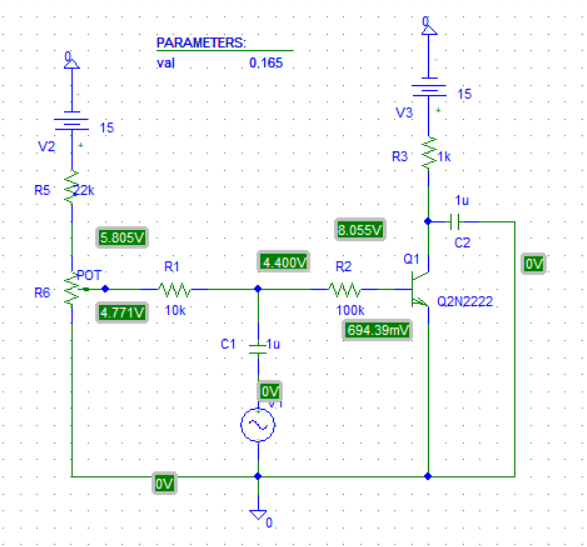 0
PARAMETERS:
val 0.165
0
15
V3
+
15
V2
+
R3 1k
R5 22k
1u
5.805V
8.055V
C2
POT
R1
4.400V
R2
Q1
0V
R6
4.771V
10k
100k
Q2N2222
694.39mV
C1 1u
0V
0V
0